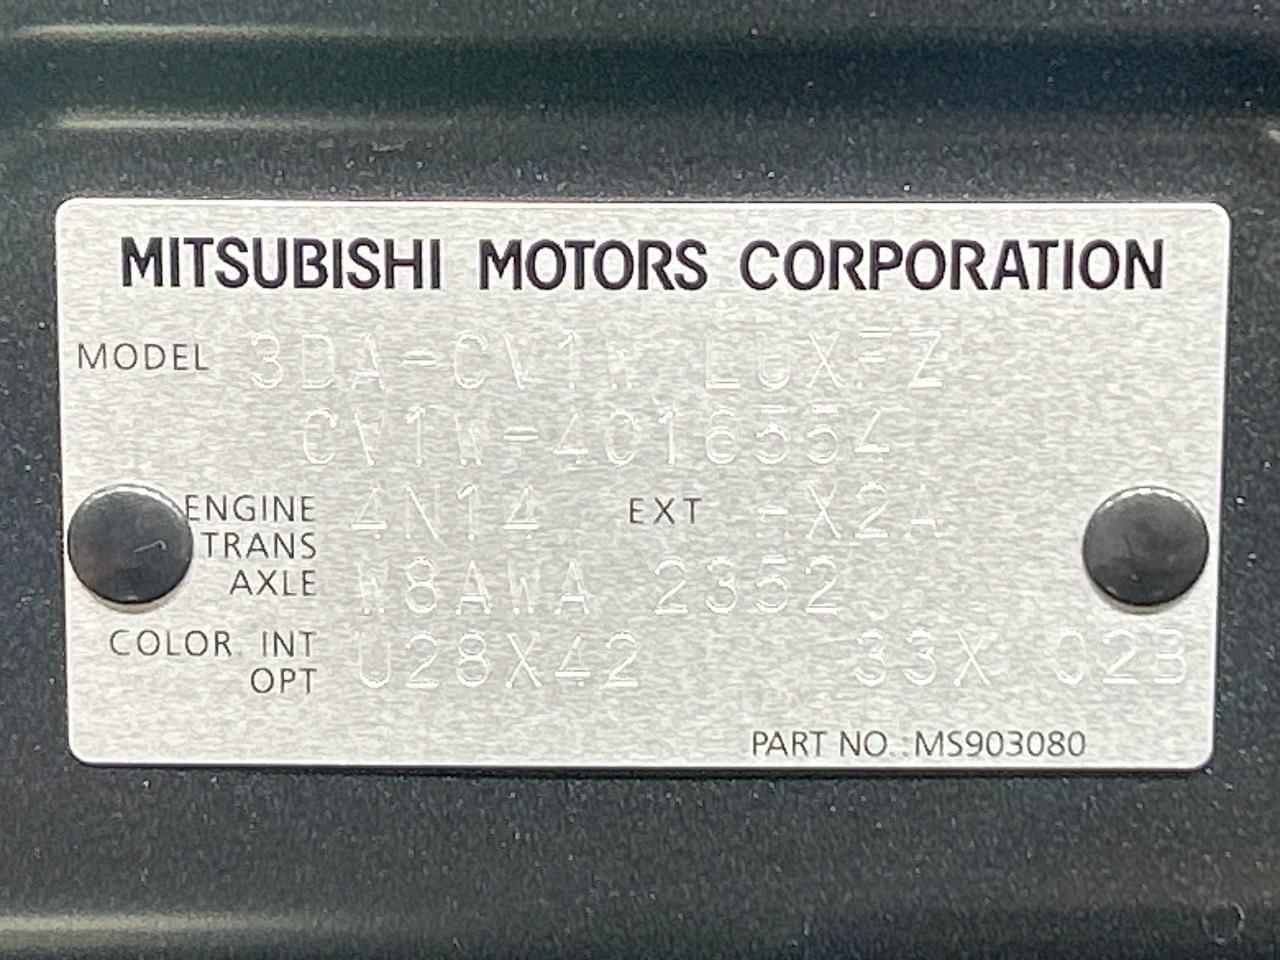 MITSUBISHI MOTORS CORPORATION
MODEL 3DA-CV1W LUXFZ
CV1W-4016554
ENGINE 4N14 EXT X2A
TRANS
AXLE W8AWA 2352
COLOR. INT
OPT U28X42 33X 02B
PART NO.:MS903080